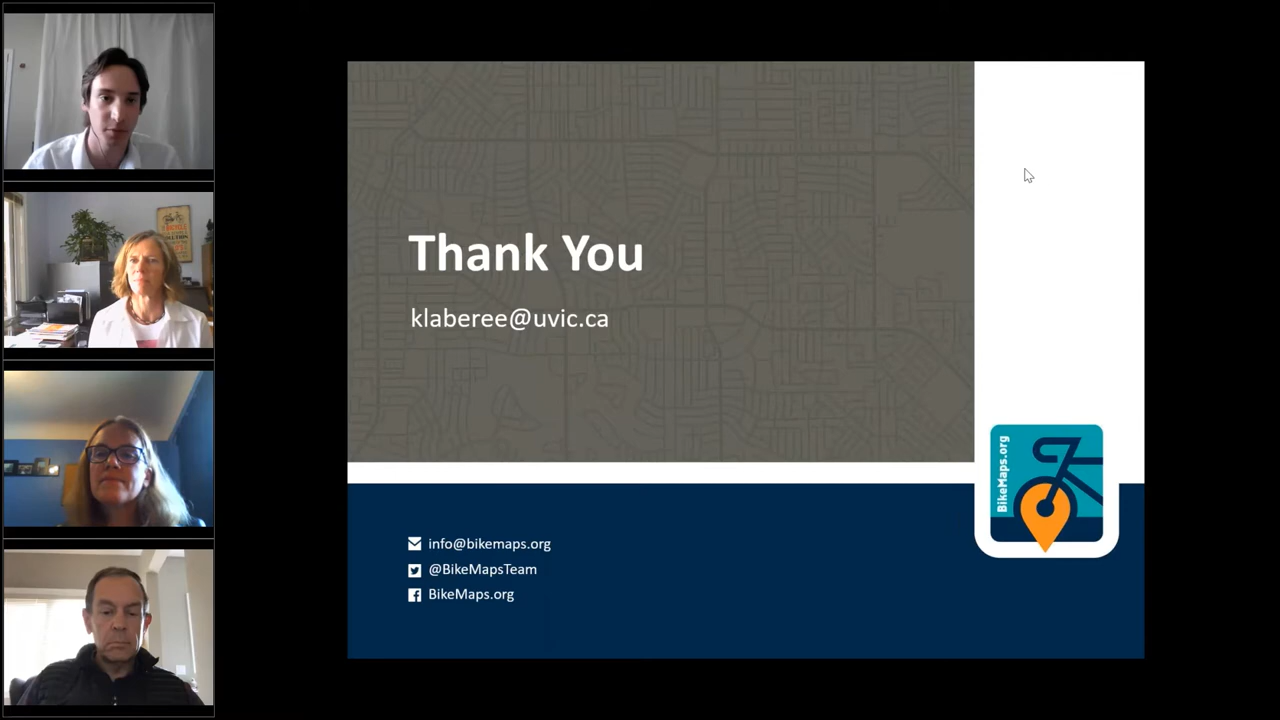 Thank You
klaberee@uvic.ca
BikeMaps.org
info@bikemaps.org
@BikeMapsTeam
BikeMaps.org